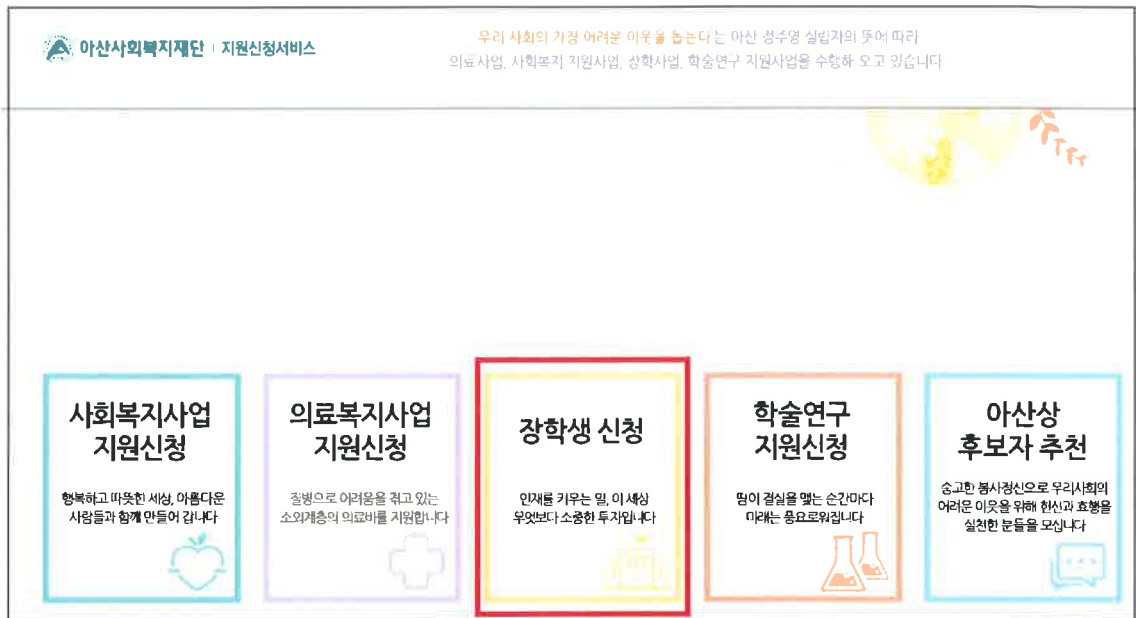 아산사회복지재단 | 지원신청서비스
우리 사회의 가장 어려운 이웃을 돕는다는 아산 정주영 설립자의 뜻에 따라
의료사업, 사회복지 지원사업, 장학사업, 학술연구 지원사업을 수행해 오고 있습니다
사회복지사업
지원신청
행복하고 따뜻한 세상, 아름다운
사람들과 함께 만들어 갑니다
의료복지사업
지원신청
질병으로 어려움을 겪고 있는
소외계층의 의료비를 지원합니다
장학생 신청
인재를 키우는 일, 이 세상
무엇보다 소중한 투자입니다
학술연구
지원신청
땀이 결실을 맺는 순간마다
미래는 풍요로워집니다
아산상
후보자 추천
숭고한 봉사정신으로 우리사회의
어려운 이웃을 위해 헌신과 효행을
실천한 분들을 모십니다